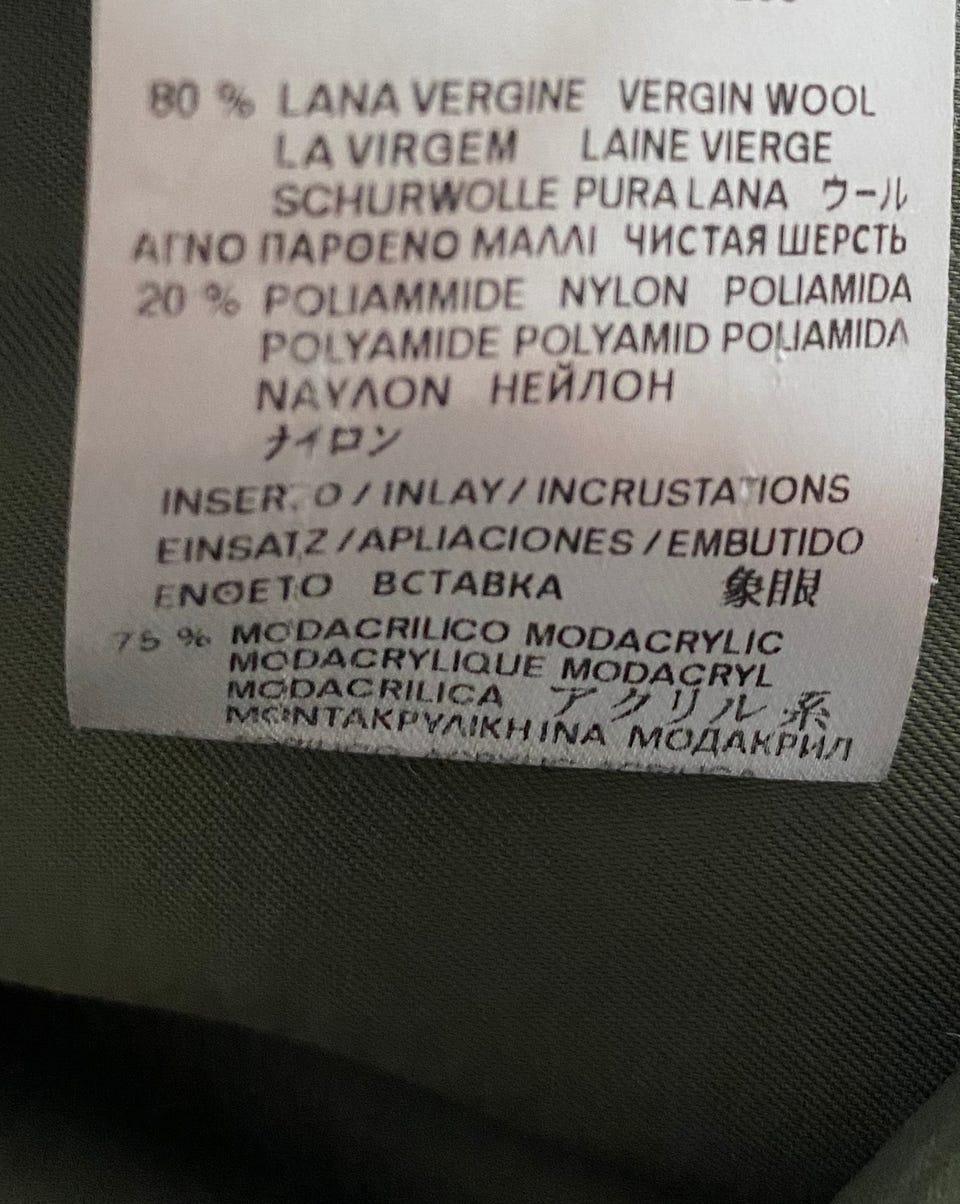 80 % LANA VERGINE VERGIN WOOL
LA VIRGEM LAINE VIERGE
SCHURWOLLE PURA LANA ウール
ΑΓΝΟ ΠΑΡΘΕΝΟ ΜΑΛΛΙ ЧИСТАЯ ШЕРСТЬ
20 % POLIAMMIDE NYLON POLIAMIDA
POLYAMIDE POLYAMID POLIAMIDA
ΝΑΥΛΟΝ НЕЙЛОН
ナイロン
INSER. O / INLAY / INCRUSTATIONS
EINSATZ / APLIACIONES / EMBUTIDO
ΕΝΘΕΤΟ ВСТАВКА 象眼
75 % MODACRILICO MODACRYLIC
MODACRYLIQUE MODACRYL
MODACRILICA アクリル系
ΜΟΝΤΑΚΡΥΛΙΚΗ ΙΝΑ МОДАКРИЛ